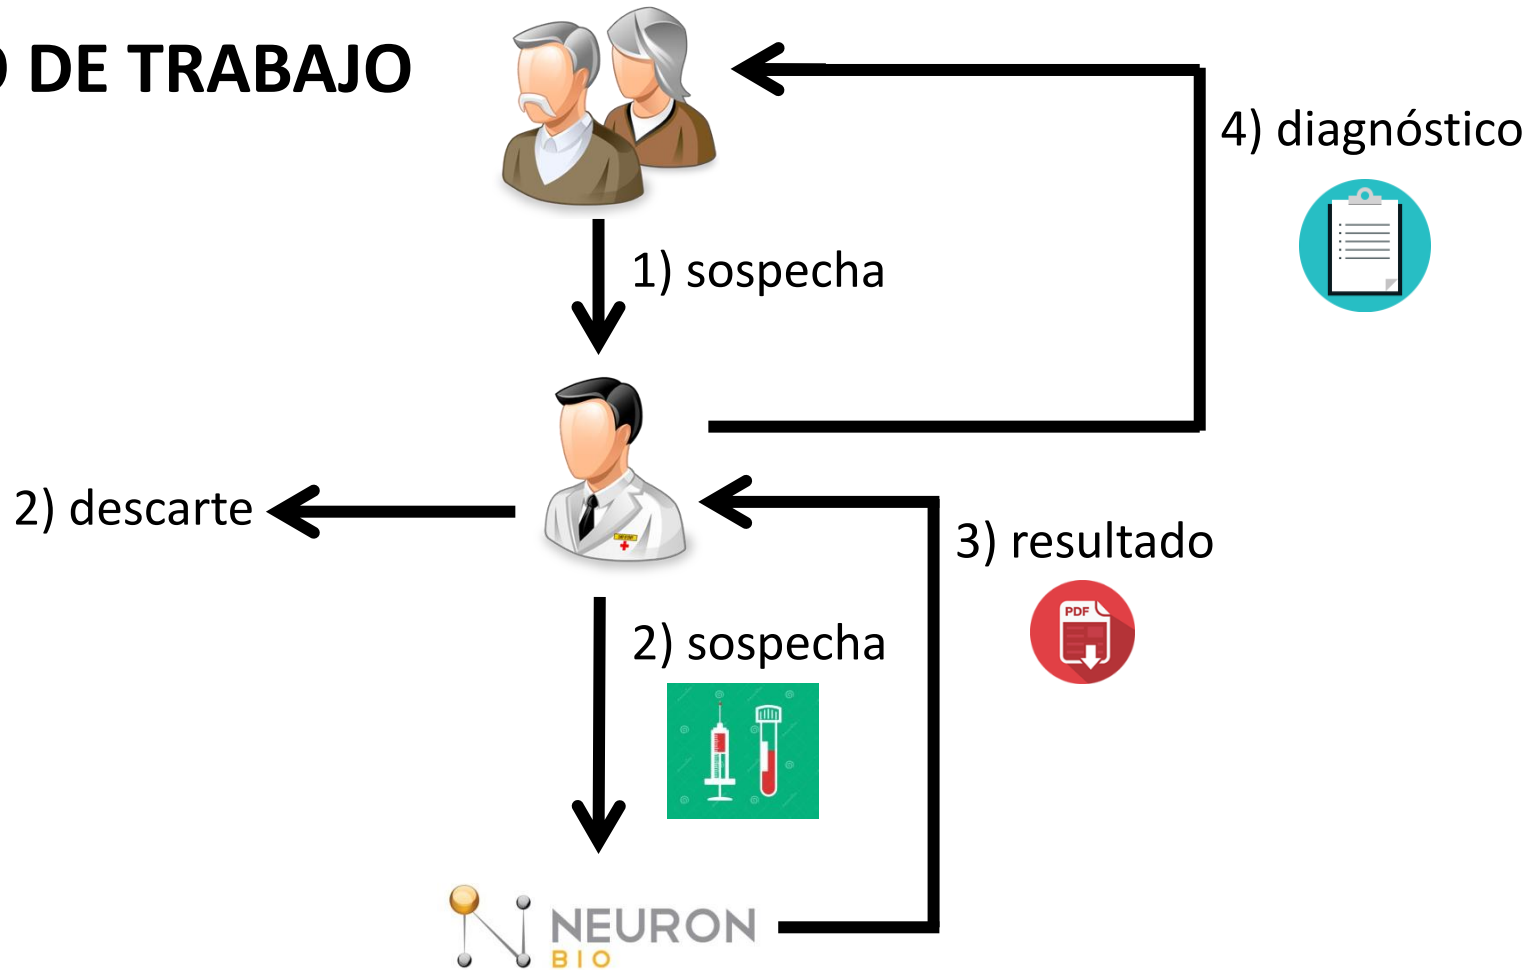 O DE TRABAJO
4) diagnóstico
1) sospecha
2) descarte
3) resultado
PDF
2) sospecha
NEURON
BIO